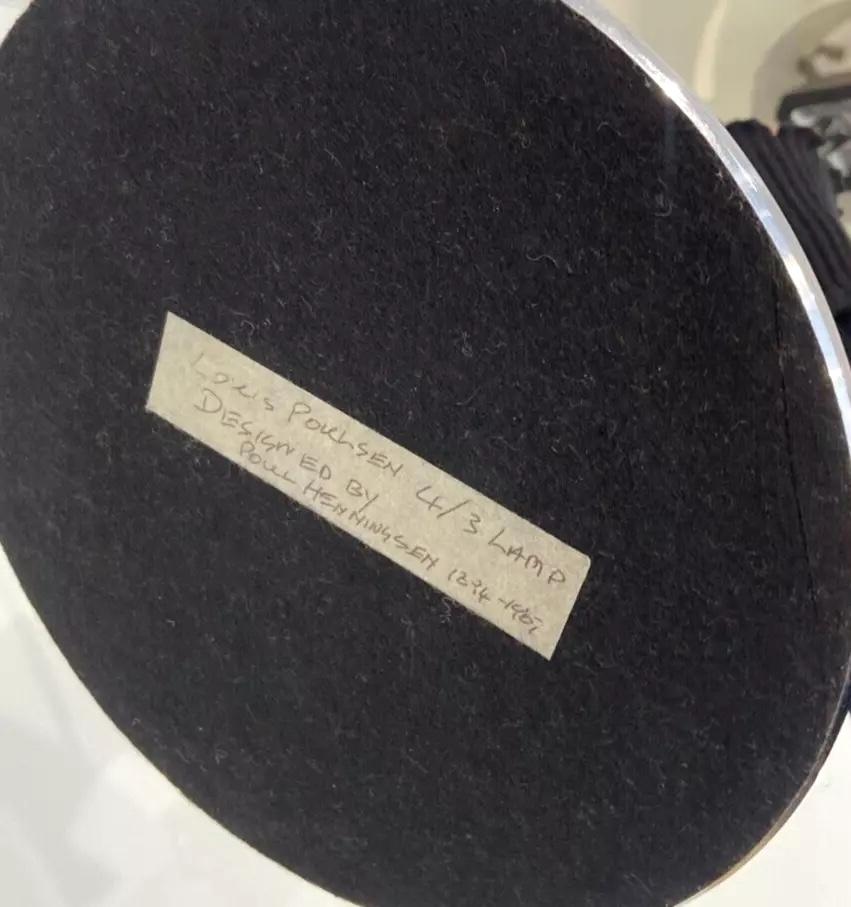 Louis Poulsen 4/3 Lamp
Designed by
Poul Henningsen 1894-1967